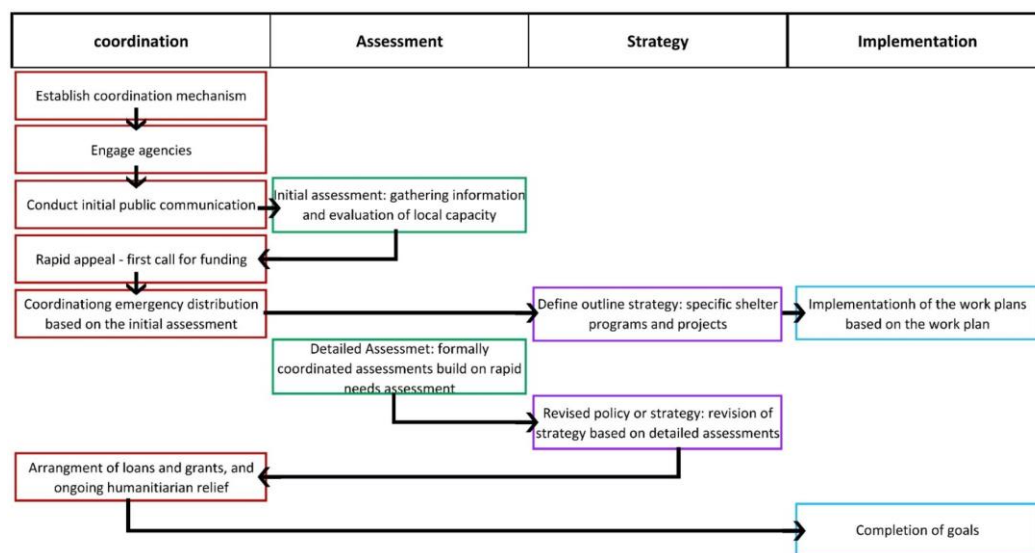 coordination
Assessment
Strategy
Implementation
Establish coordination mechanism
Engage agencies
Conduct initial public communication
Initial assessment: gathering information
and evaluation of local capacity
Rapid appeal - first call for funding
Coordinationg emergency distribution
based on the initial assessment
Define outline strategy: specific shelter
programs and projects
Implementationh of the work plans
based on the work plan
Detailed Assessmet: formally
coordinated assessments build on rapid
needs assessment
Revised policy or strategy: revision of
strategy based on detailed assessments
Arrangment of loans and grants, and
ongoing humanitiarian relief
Completion of goals